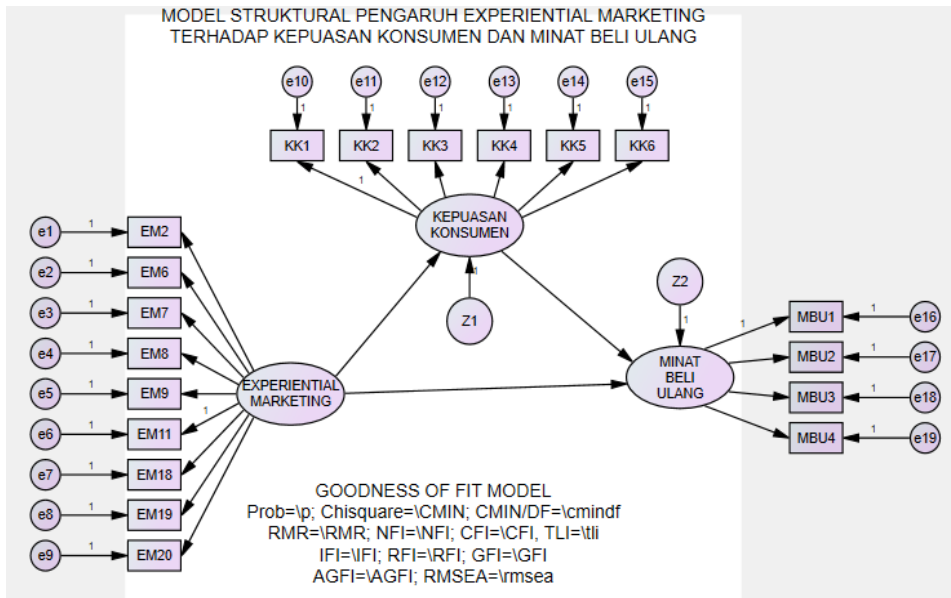 MODEL STRUKTURAL PENGARUH EXPERIENTIAL MARKETING
TERHADAP KEPUASAN KONSUMEN DAN MINAT BELI ULANG
e10 e11 e12 e13 e14 e15
1 1 1 1 1 1
KK1 KK2 KK3 KK4 KK5 KK6
1
KEPUASAN
KONSUMEN
1
Z1
Z2
1
e1 1 EM2
e2 1 EM6
e3 1 EM7
e4 1 EM8
e5 1 EM9
e6 1 EM11
e7 1 EM18
e8 1 EM19
e9 1 EM20
1
EXPERIENTIAL
MARKETING
MINAT
BELI
ULANG
1
MBU1 1 e16
MBU2 1 e17
MBU3 1 e18
MBU4 1 e19
GOODNESS OF FIT MODEL
Prob=\p; Chisquare=\CMIN; CMIN/DF=\cmindf
RMR=\RMR; NFI=\NFI; CFI=\CFI, TLI=\tli
IFI=\IFI; RFI=\RFI; GFI=\GFI
AGFI=\AGFI; RMSEA=\rmsea